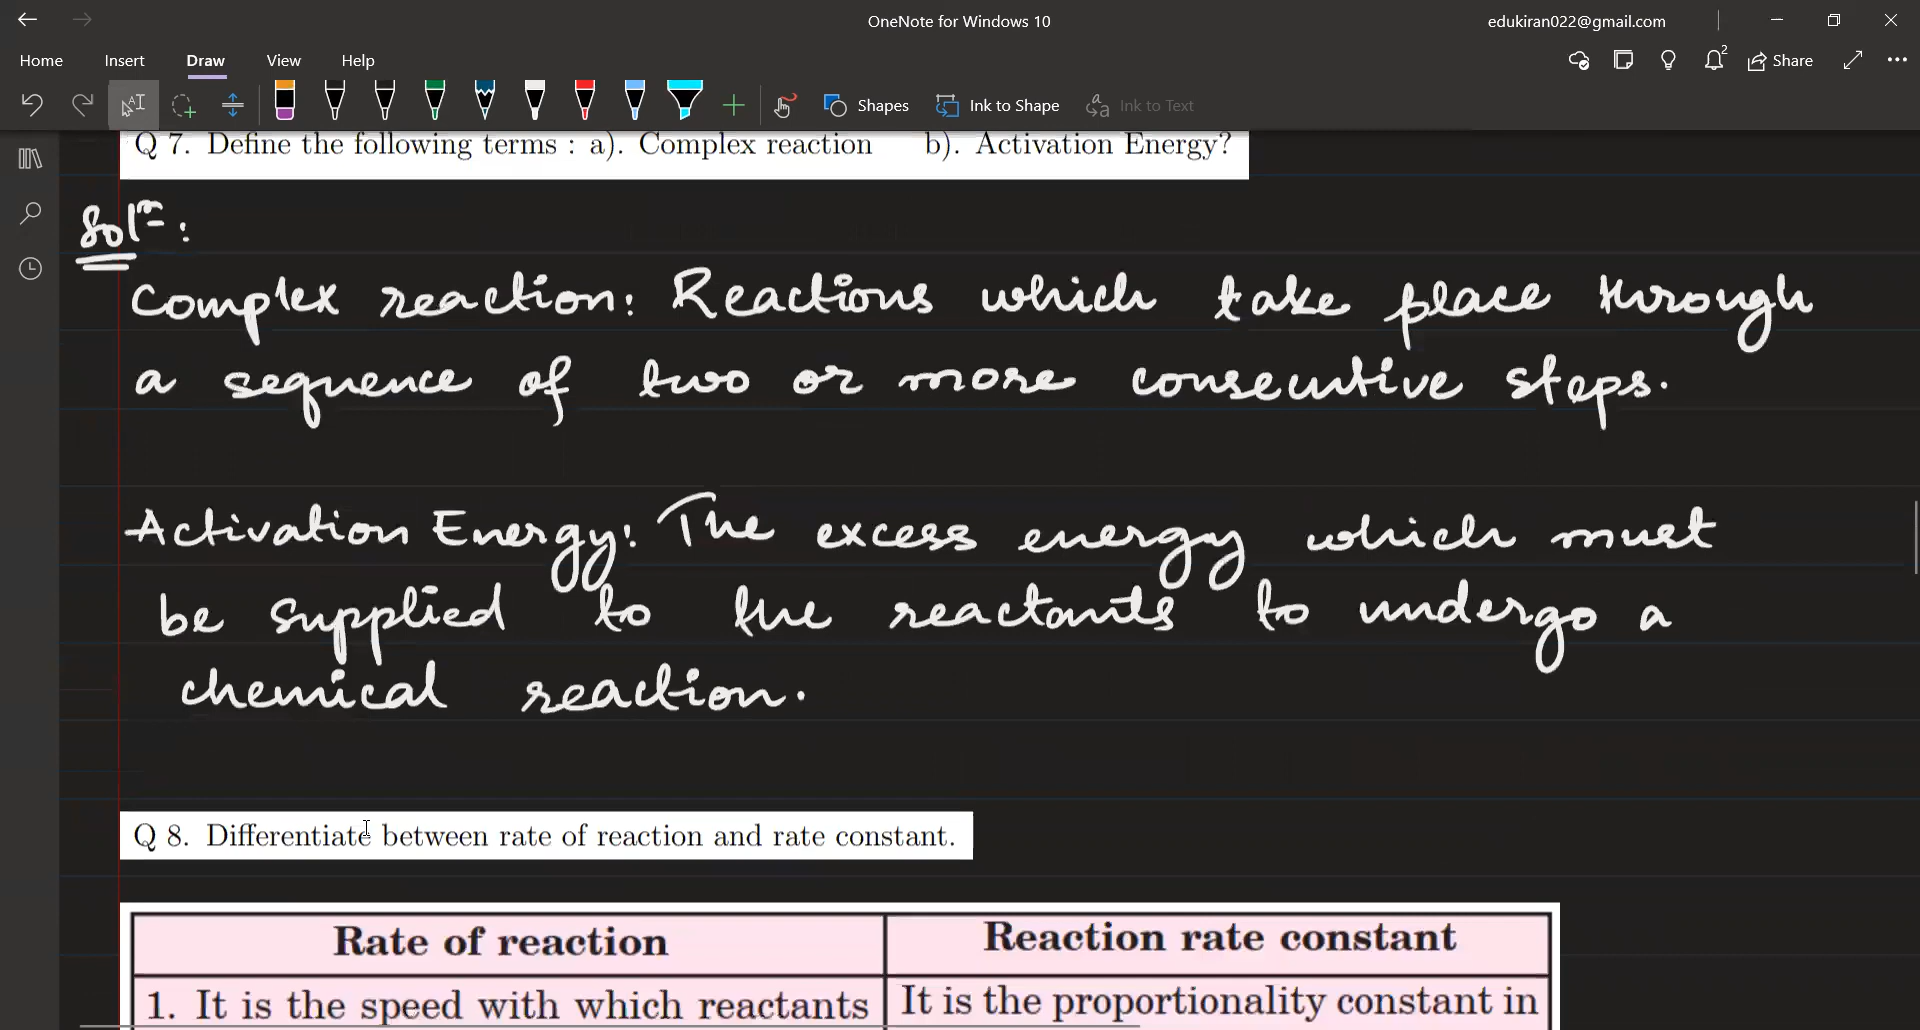 OneNote for Windows 10
edukiran022@gmail.com
Home Insert Draw View Help
2 Share
Shapes Ink to Shape Ink to Text
Q 7. Define the following terms : a). Complex reaction b). Activation Energy?
Solⁿ :
Complex reaction: Reactions which take place through
a sequence of two or more consecutive steps.
Activation Energy: The excess energy which must
be supplied to the reactants to undergo a
chemical reaction.
Q 8. Differentiate between rate of reaction and rate constant.
Rate of reaction Reaction rate constant
1. It is the speed with which reactants It is the proportionality constant in